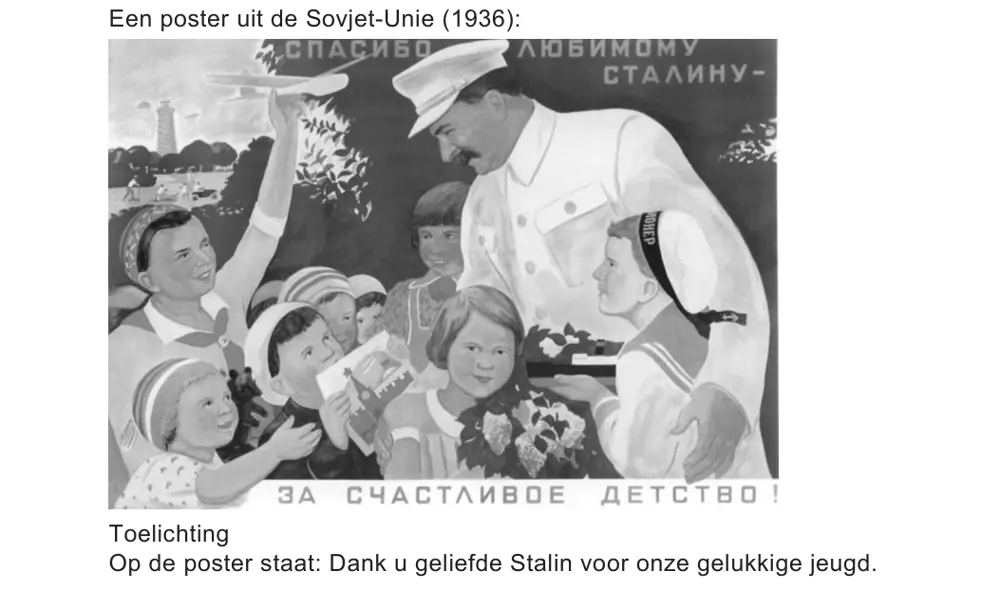 Een poster uit de Sovjet-Unie (1936):
СПАСИБО ЛЮБИМОМУ
СТАЛИНУ-
ОНЕР
ЗА СЧАСТЛИВОЕ ДЕТСТВО!
Toelichting
Op de poster staat: Dank u geliefde Stalin voor onze gelukkige jeugd.